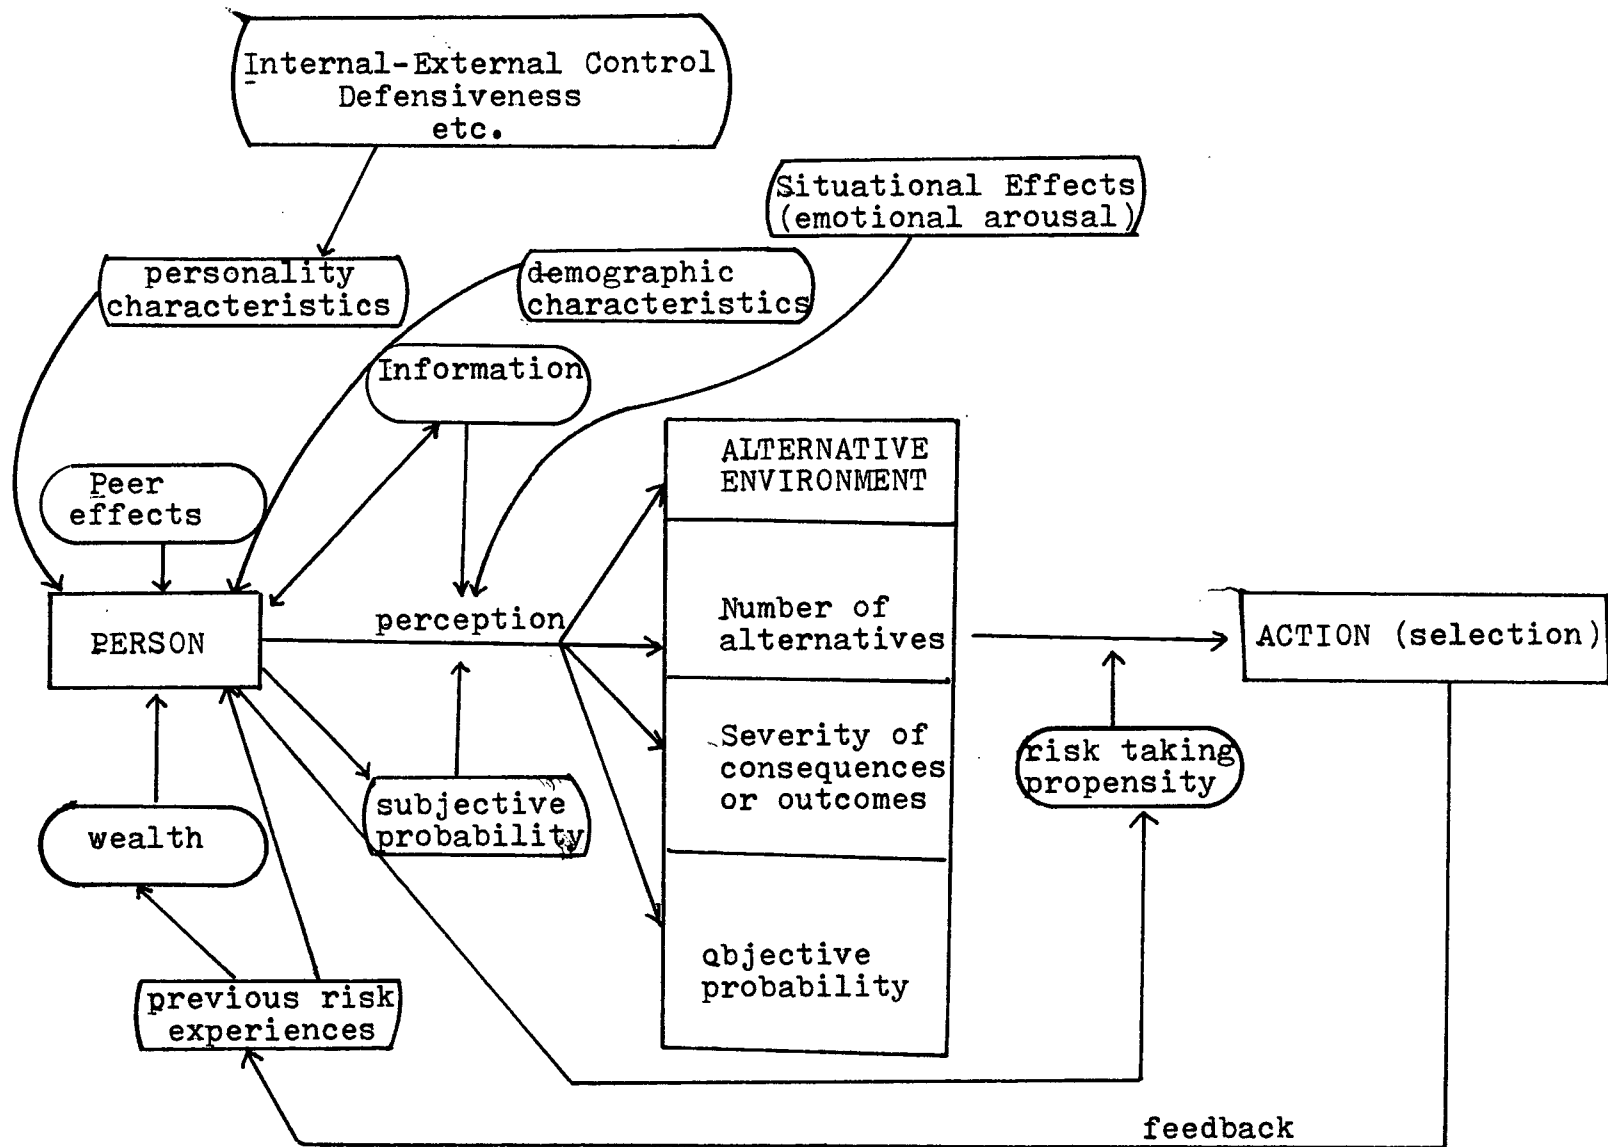 Internal-External Control
Defensiveness
etc.
Situational Effects
(emotional arousal)
personality
characteristics
demographic
characteristics
Information
ALTERNATIVE
ENVIRONMENT
Peer
effects
Number of
alternatives
perception
PERSON
ACTION (selection)
Severity of
consequences
or outcomes
risk taking
propensity
subjective
probability
wealth
Objective
probability
previous risk
experiences
feedback